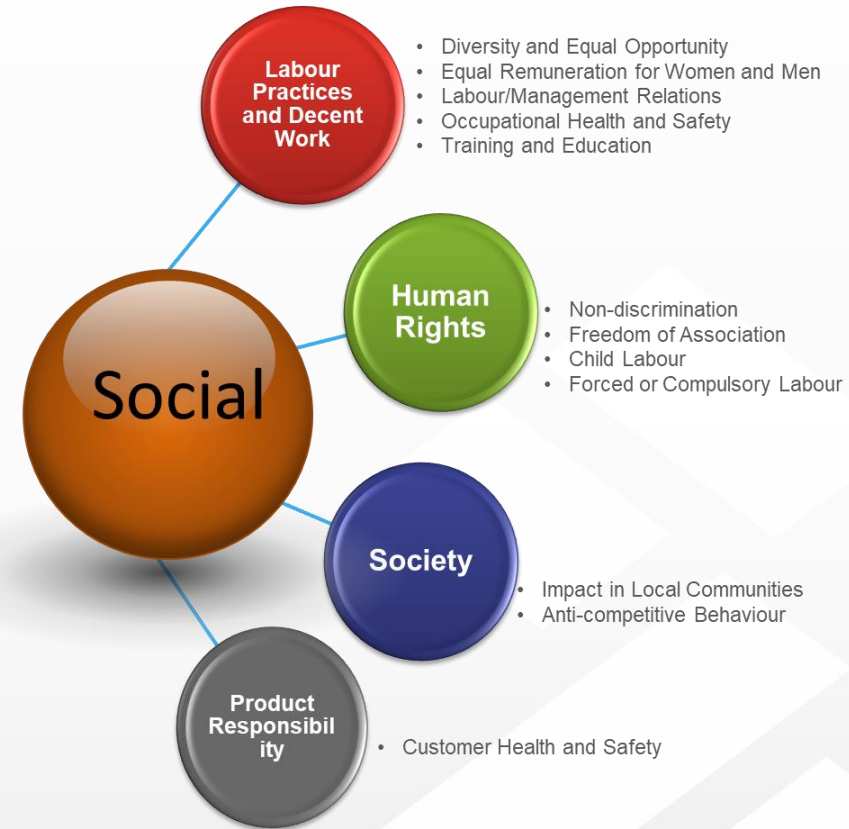 Labour
Practices
and Decent
Work
• Diversity and Equal Opportunity
• Equal Remuneration for Women and Men
• Labour/Management Relations
• Occupational Health and Safety
• Training and Education
Human
Rights
• Non-discrimination
• Freedom of Association
• Child Labour
• Forced or Compulsory Labour
Social
Society
• Impact in Local Communities
• Anti-competitive Behaviour
Product
Responsibil
ity
• Customer Health and Safety